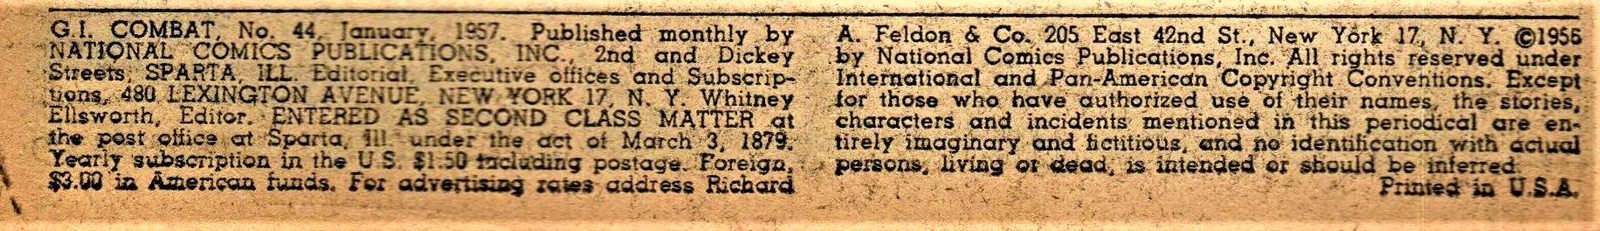 G.I. COMBAT, No. 44, January, 1957. Published monthly by
NATIONAL COMICS PUBLICATIONS, INC., 2nd and Dickey
Streets, SPARTA, ILL. Editorial, Executive offices and Subscrip-
tions, 480 LEXINGTON AVENUE, NEW YORK 17, N. Y. Whitney
Ellsworth, Editor. ENTERED AS SECOND CLASS MATTER at
the post office at Sparta, Ill. under the act of March 3, 1879.
Yearly subscription in the U.S. $1.50 including postage. Foreign,
$3.00 in American funds. For advertising rates address Richard
A. Feldon & Co. 205 East 42nd St., New York 17, N. Y. ©1956
by National Comics Publications, Inc. All rights reserved under
International and Pan-American Copyright Conventions. Except
for those who have authorized use of their names, the stories,
characters and incidents mentioned in this periodical are en-
tirely imaginary and fictitious, and no identification with actual
persons, living or dead, is intended or should be inferred.
Printed in U.S.A.